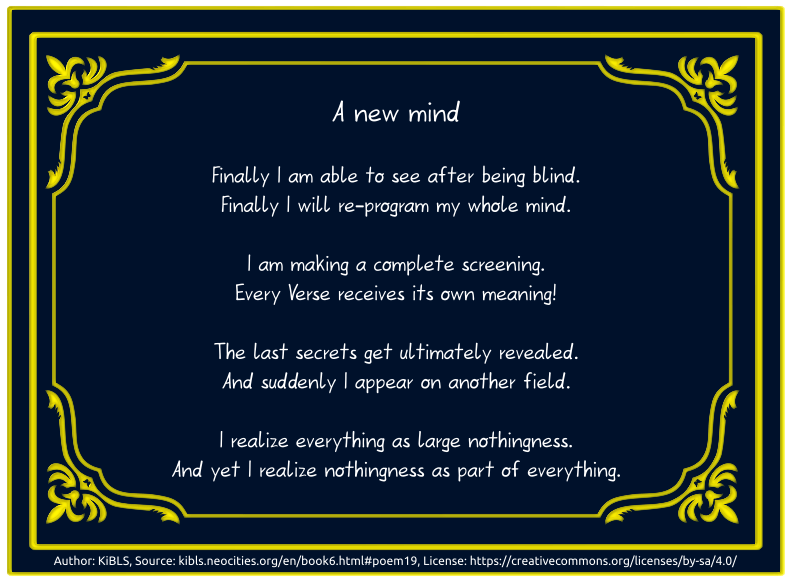 A new mind
Finally I am able to see after being blind.
Finally I will re-program my whole mind.
I am making a complete screening.
Every Verse receives its own meaning!
The last secrets get ultimately revealed.
And suddenly I appear on another field.
I realize everything as large nothingness.
And yet I realize nothingness as part of everything.
Author: KiBLS, Source: kibls.neocities.org/en/book6.html#poem19, License: https://creativecommons.org/licenses/by-sa/4.0/